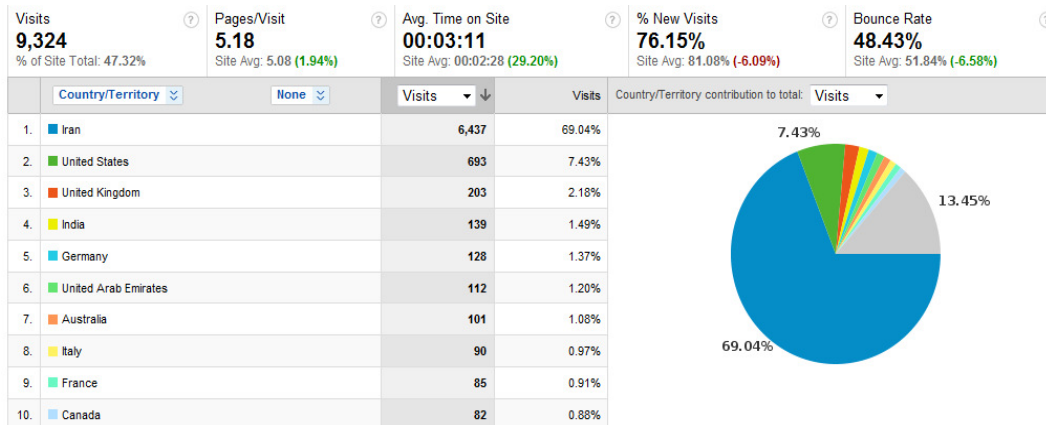 Visits ?
9,324
% of Site Total: 47.32%
Pages/Visit ?
5.18
Site Avg: 5.08 (1.94%)
Avg. Time on Site ?
00:03:11
Site Avg: 00:02:28 (29.20%)
% New Visits ?
76.15%
Site Avg: 81.08% (-6.09%)
Bounce Rate ?
48.43%
Site Avg: 51.84% (-6.58%)
Country/Territory None Visits Visits Country/Territory contribution to total: Visits
1. Iran 6,437 69.04%
2. United States 693 7.43%
3. United Kingdom 203 2.18%
4. India 139 1.49%
5. Germany 128 1.37%
6. United Arab Emirates 112 1.20%
7. Australia 101 1.08%
8. Italy 90 0.97%
9. France 85 0.91%
10. Canada 82 0.88%
7.43%
13.45%
69.04%